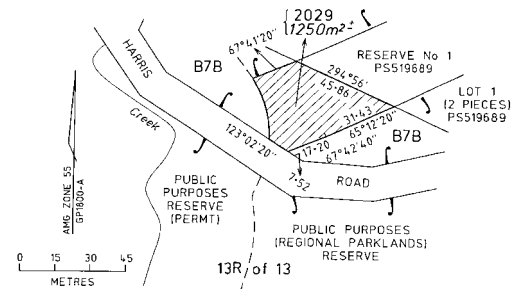 2029
1250m²±
67°41'20"
HARRIS
B7B
RESERVE No 1
PS519689
294°56'
45·86
LOT 1
(2 PIECES)
PS519689
31·43
65°12'20"
B7B
17·20
67°42'40"
123°02'20"
7·52
ROAD
Creek
AMG ZONE 55
GP1800-A
PUBLIC
PURPOSES
RESERVE
(PERMT)
PUBLIC PURPOSES
(REGIONAL PARKLANDS)
RESERVE
0 15 30 45
METRES
13R of 13